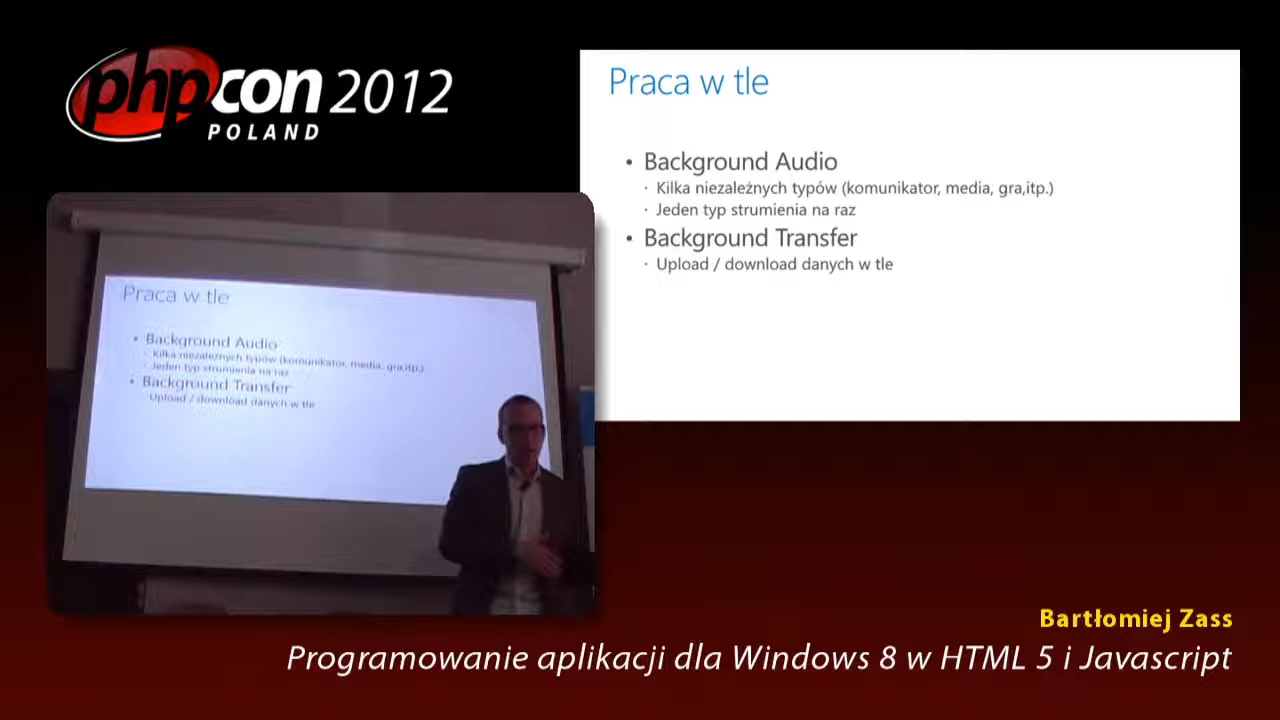 phpcon 2012
POLAND
Praca w tle
• Background Audio
· Kilka niezależnych typów (komunikator, media, gra,itp.)
· Jeden typ strumienia na raz
• Background Transfer
· Upload / download danych w tle
Praca w tle
• Background Audio
· Kilka niezależnych typów (komunikator, media, gra,itp.)
· Jeden typ strumienia na raz
• Background Transfer
Upload / download danych w tle
Bartłomiej Zass
Programowanie aplikacji dla Windows 8 w HTML 5 i Javascript